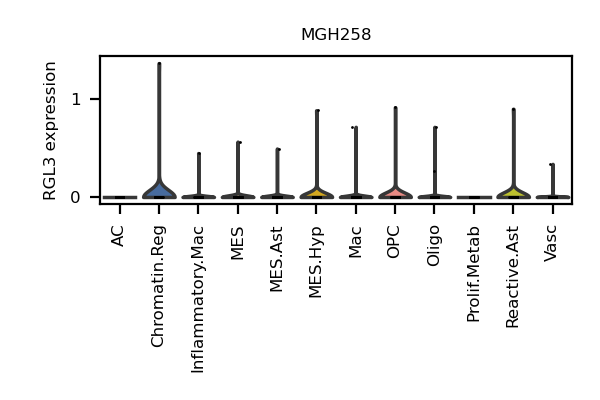 MGH258
RGL3 expression
1
0
AC
Chromatin.Reg
Inflammatory.Mac
MES
MES.Ast
MES.Hyp
Mac
OPC
Oligo
Prolif.Metab
Reactive.Ast
Vasc